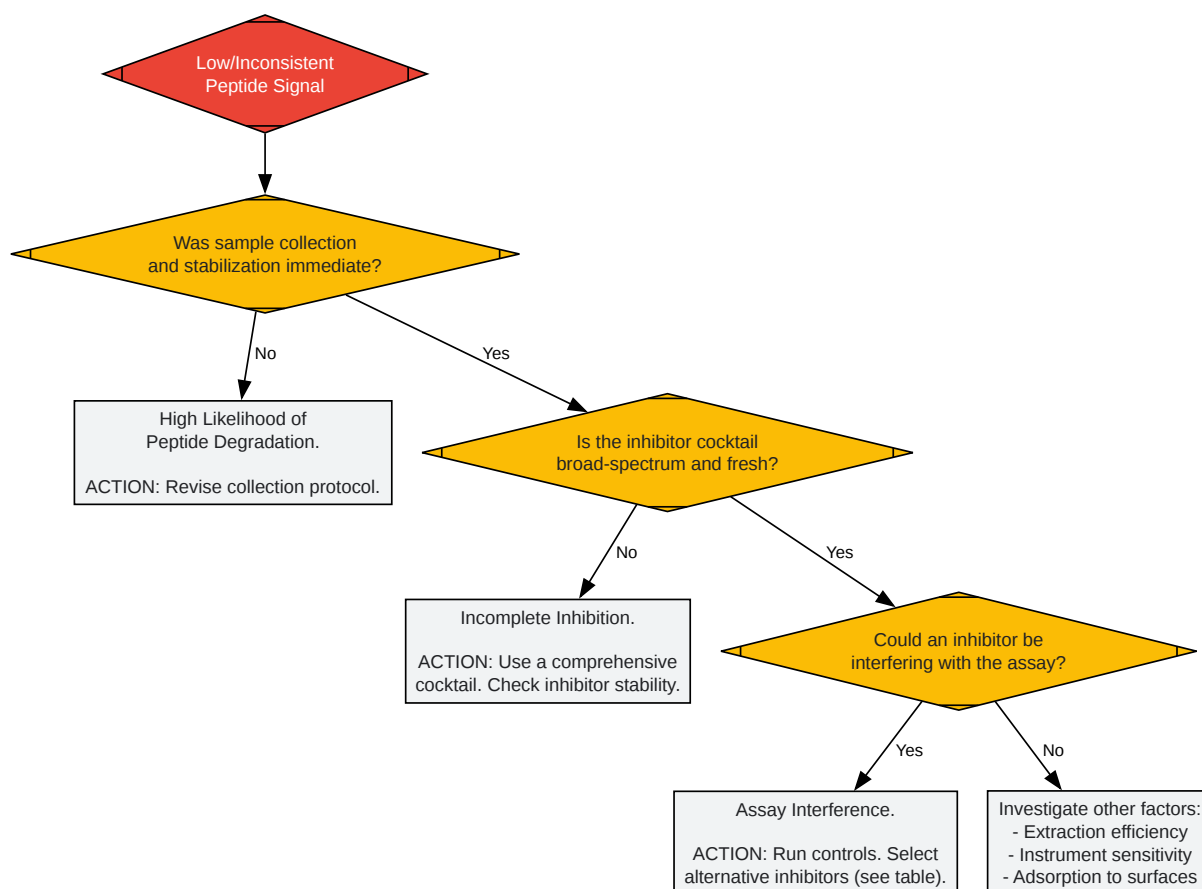 Low/Inconsistent
Peptide Signal
Was sample collection
and stabilization immediate?
No
Yes
High Likelihood of
Peptide Degradation.
ACTION: Revise collection protocol.
Is the inhibitor cocktail
broad-spectrum and fresh?
No
Yes
Incomplete Inhibition.
ACTION: Use a comprehensive
cocktail. Check inhibitor stability.
Could an inhibitor be
interfering with the assay?
Yes
No
Assay Interference.
ACTION: Run controls. Select
alternative inhibitors (see table).
Investigate other factors:
- Extraction efficiency
- Instrument sensitivity
- Adsorption to surfaces